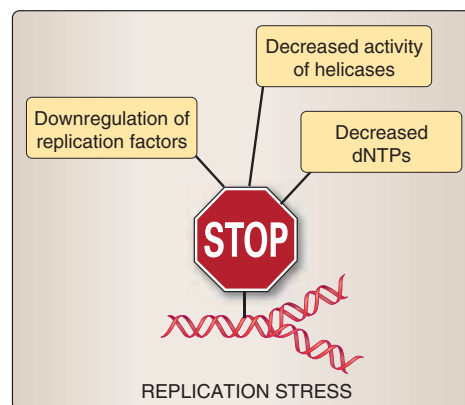 Decreased activity
of helicases
Downregulation of
replication factors
Decreased
dNTPs
STOP
REPLICATION STRESS